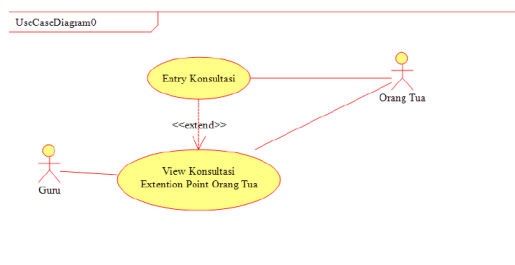 UseCaseDiagram0
Entry Konsultasi
Orang Tua
<<extend>>
View Konsultasi
Extention Point Orang Tua
Guru